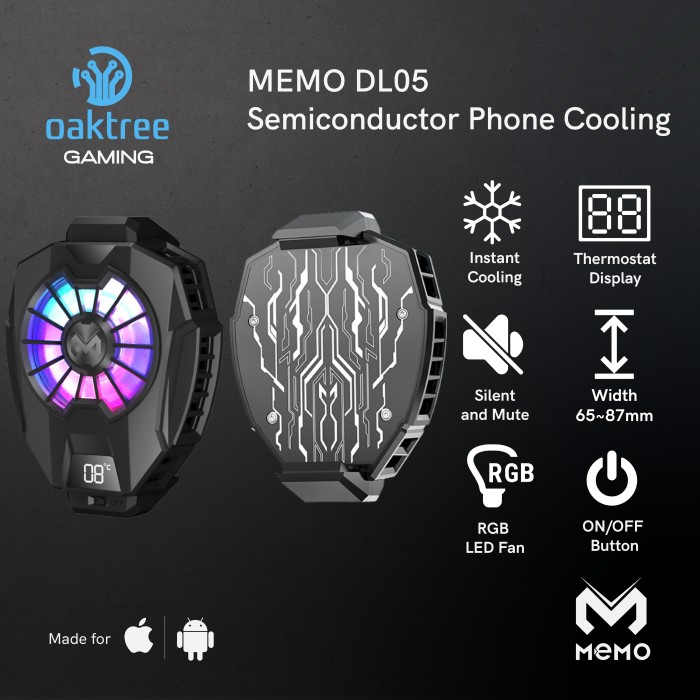 oaktree
GAMING
MEMO DL05
Semiconductor Phone Cooling
Instant
Cooling
88
Thermostat
Display
Silent
and Mute
Width
65~87mm
RGB
RGB
LED Fan
ON/OFF
Button
08°C
Made for
MeMO